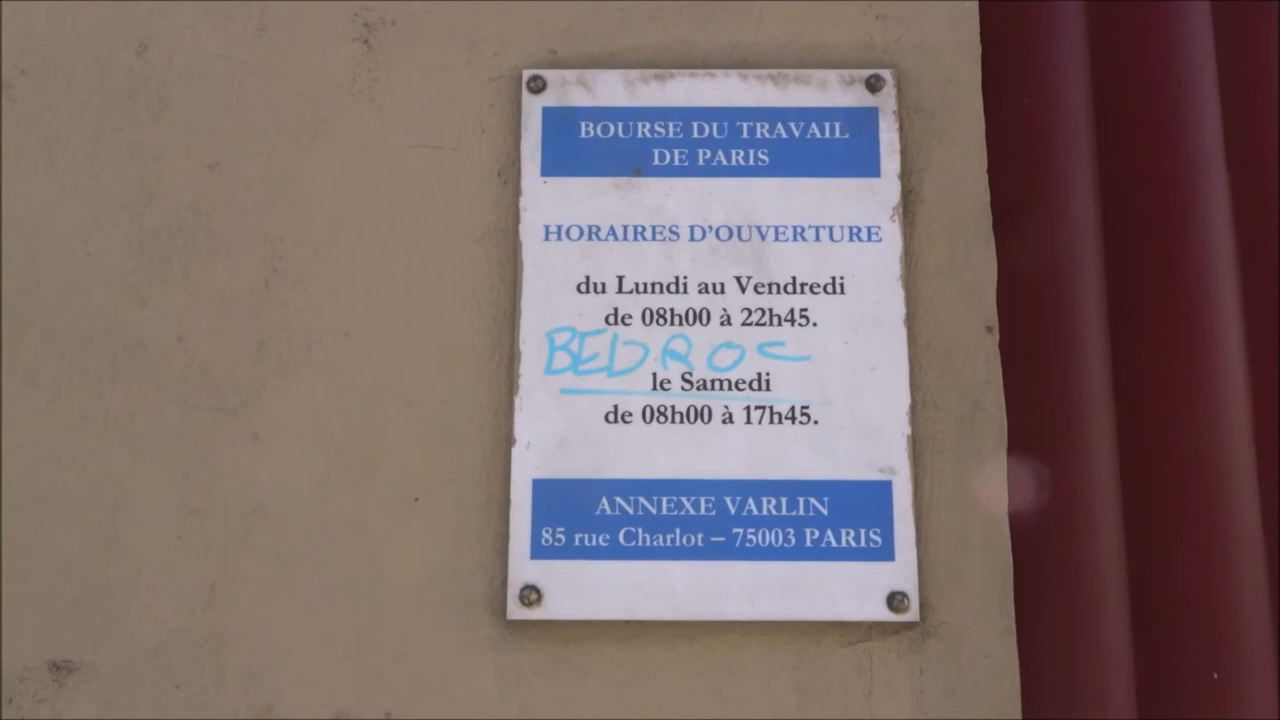 BOURSE DU TRAVAIL
DE PARIS
HORAIRES D'OUVERTURE
du Lundi au Vendredi
de 08h00 à 22h45.
BEDROC
le Samedi
de 08h00 à 17h45.
ANNEXE VARLIN
85 rue Charlot – 75003 PARIS